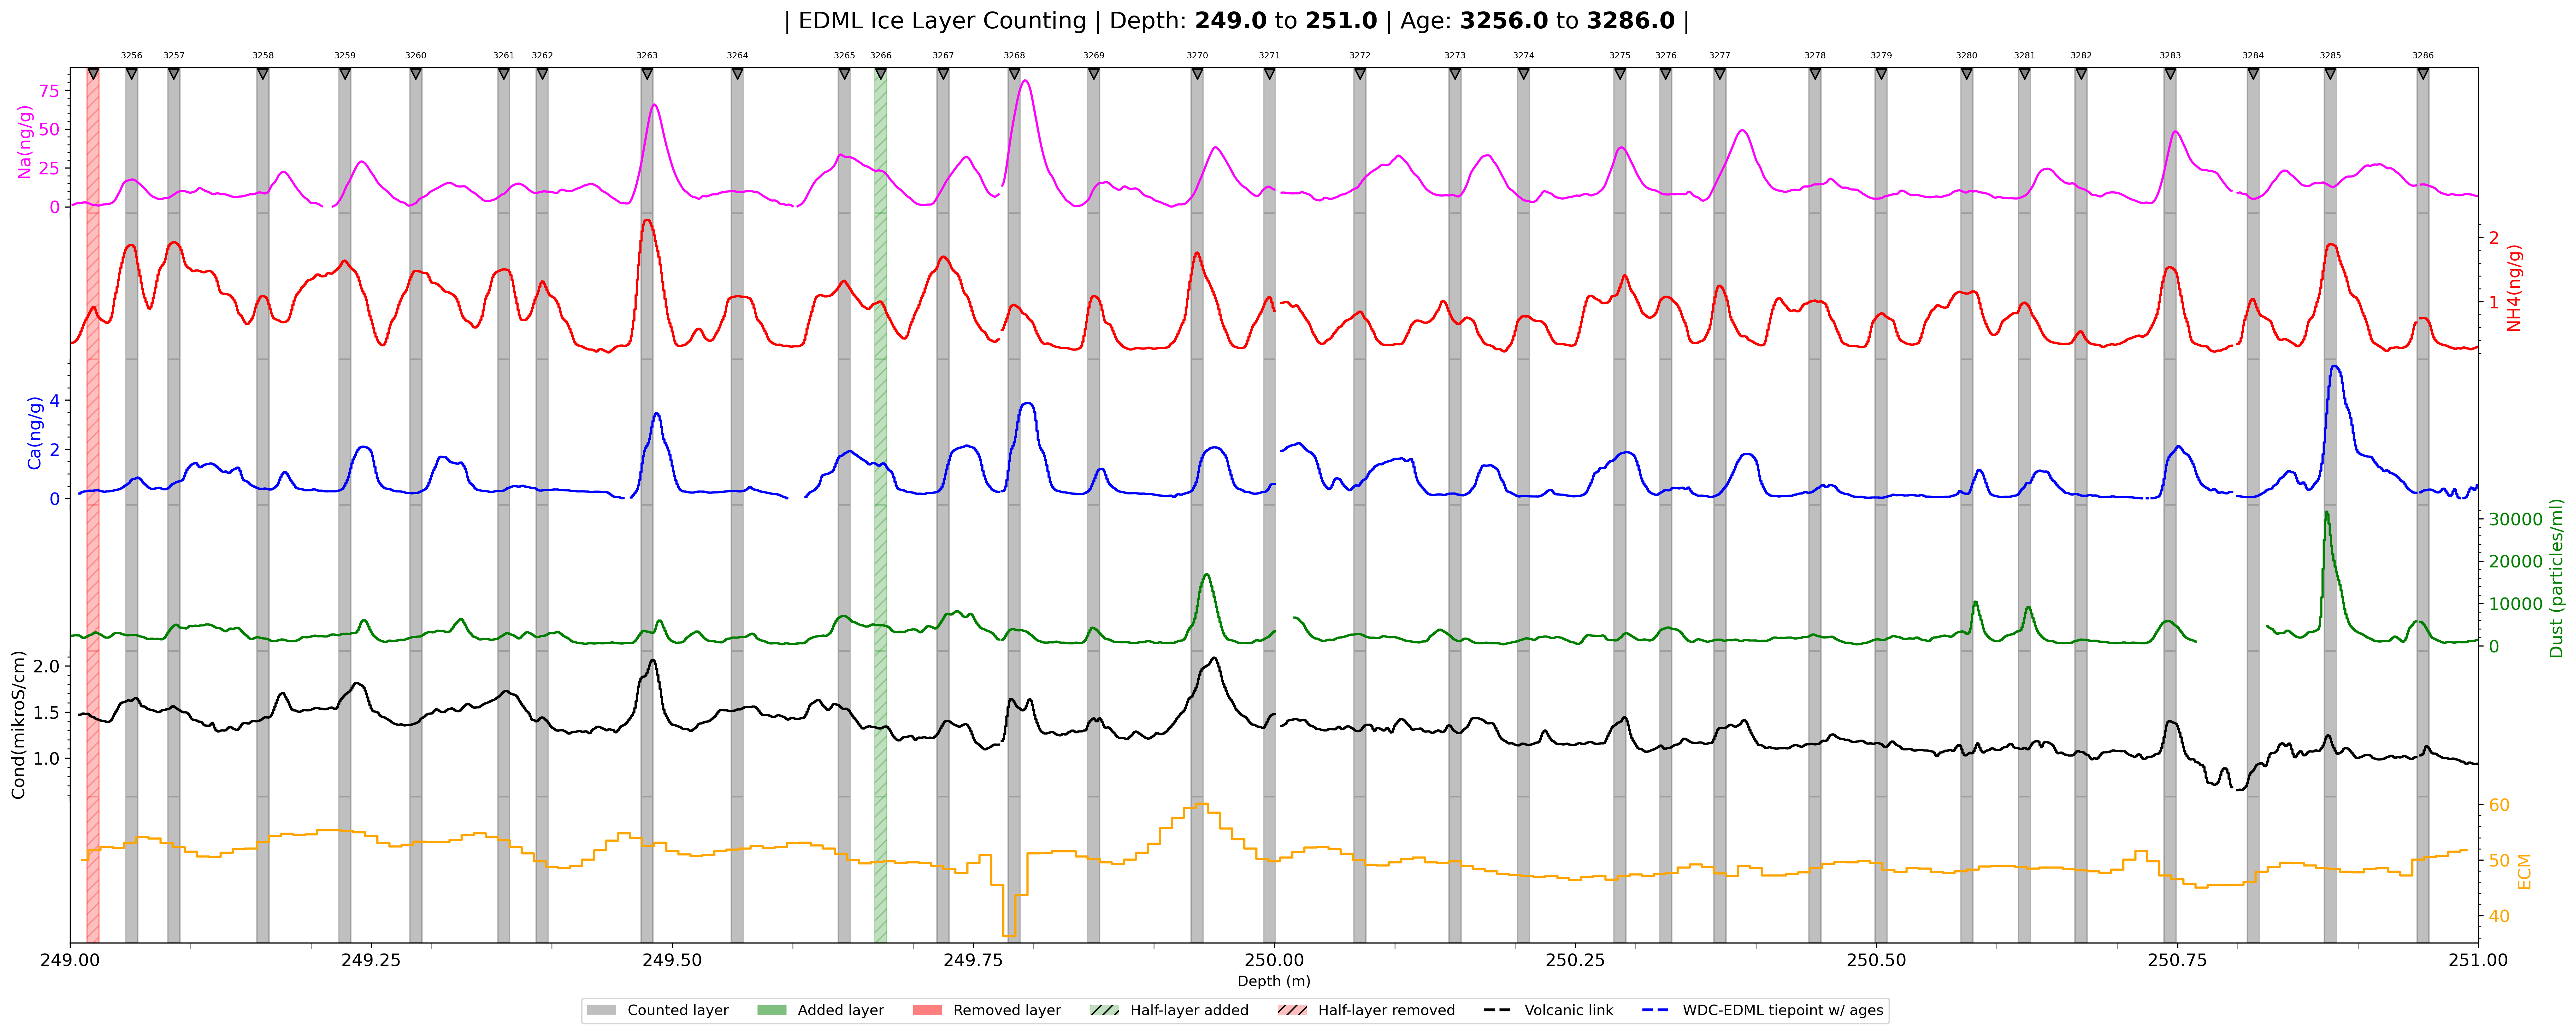 | EDML Ice Layer Counting | Depth: 249.0 to 251.0 | Age: 3256.0 to 3286.0 |
3256 3257 3258 3259 3260 3261 3262 3263 3264 3265 3266 3267 3268 3269 3270 3271 3272 3273 3274 3275 3276 3277 3278 3279 3280 3281 3282 3283 3284 3285 3286
Na(ng/g)
75
50
25
0
NH4(ng/g)
2
1
Ca(ng/g)
4
2
0
Dust (particles/ml)
30000
20000
10000
0
Cond(mikroS/cm)
2.0
1.5
1.0
ECM
60
50
40
249.00 249.25 249.50 249.75 250.00 250.25 250.50 250.75 251.00
Depth (m)
Counted layer Added layer Removed layer Half-layer added Half-layer removed Volcanic link WDC-EDML tiepoint w/ ages